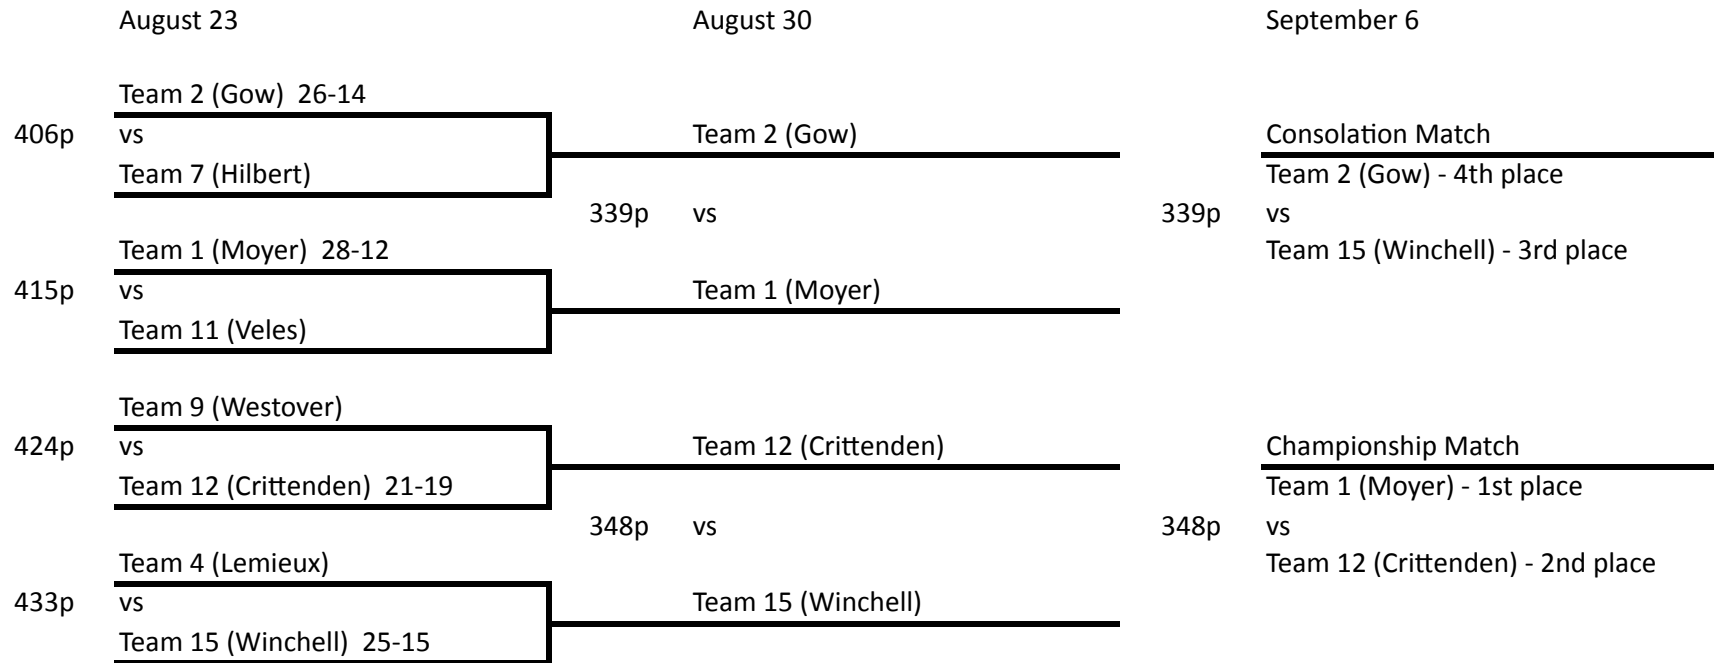 August 23 August 30 September 6
Team 2 (Gow) 26-14
406p vs Team 2 (Gow) Consolation Match
Team 7 (Hilbert) Team 2 (Gow) - 4th place
339p vs 339p vs
Team 1 (Moyer) 28-12 Team 15 (Winchell) - 3rd place
415p vs Team 1 (Moyer)
Team 11 (Veles)
Team 9 (Westover)
424p vs Team 12 (Crittenden) Championship Match
Team 12 (Crittenden) 21-19 Team 1 (Moyer) - 1st place
348p vs 348p vs
Team 4 (Lemieux) Team 12 (Crittenden) - 2nd place
433p vs Team 15 (Winchell)
Team 15 (Winchell) 25-15